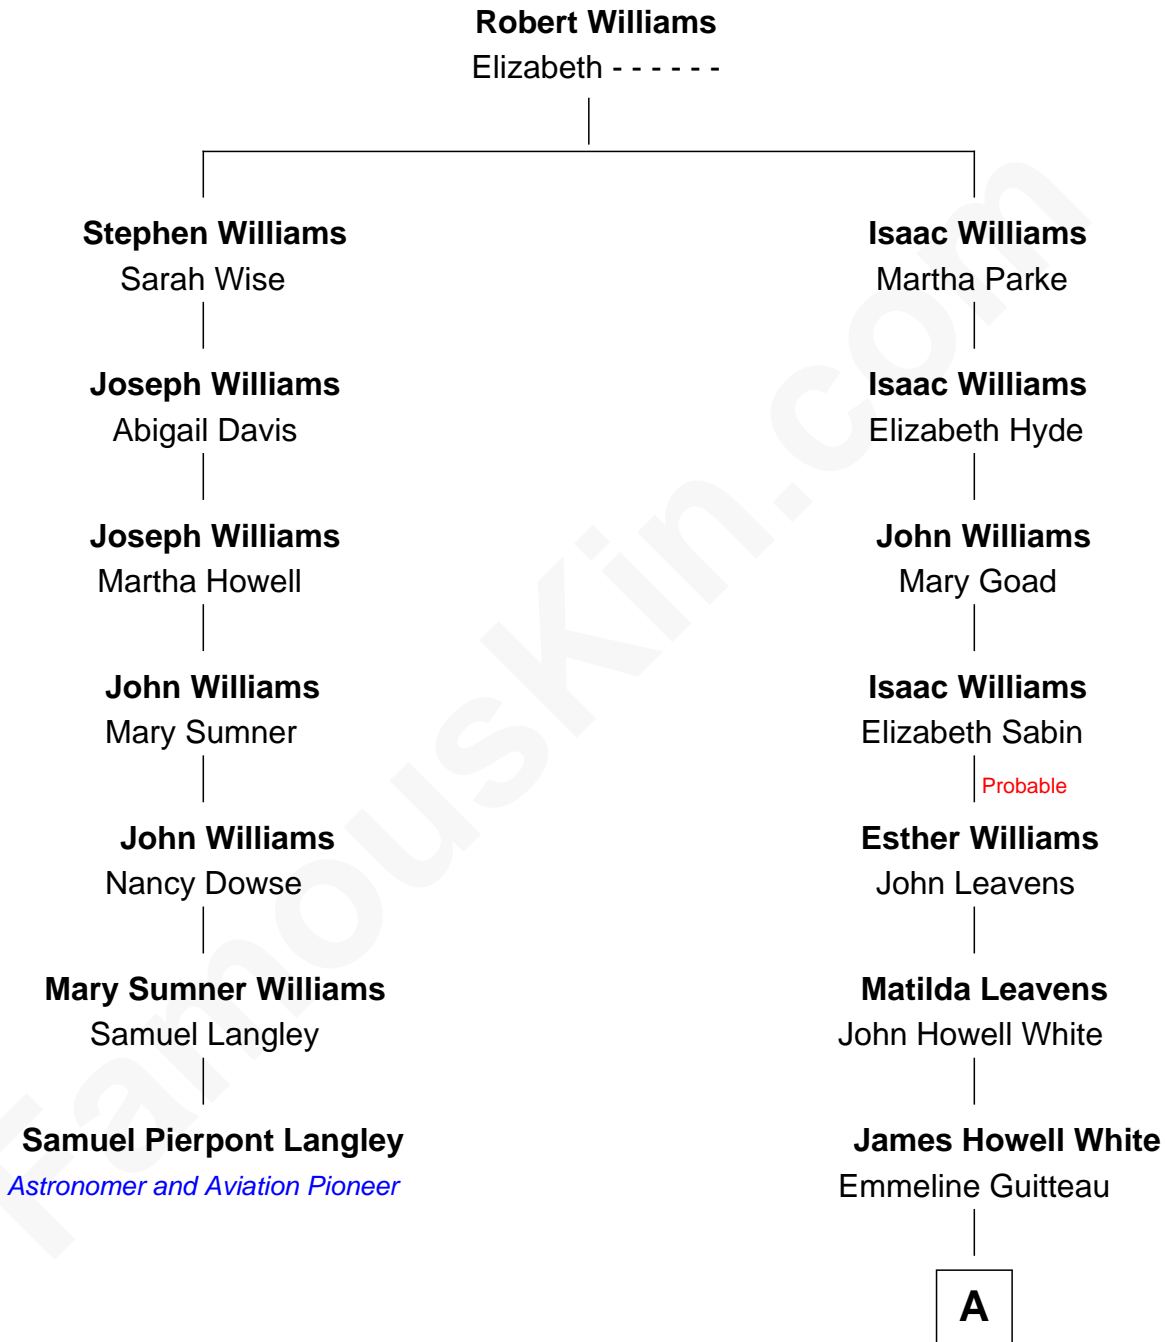 Robert Williams
Elizabeth - - - - - -
Stephen Williams
Sarah Wise
Joseph Williams
Abigail Davis
Joseph Williams
Martha Howell
John Williams
Mary Sumner
John Williams
Nancy Dowse
Mary Sumner Williams
Samuel Langley
Samuel Pierpont Langley
Astronomer and Aviation Pioneer
Isaac Williams
Martha Parke
Isaac Williams
Elizabeth Hyde
John Williams
Mary Goad
Isaac Williams
Elizabeth Sabin
Probable
Esther Williams
John Leavens
Matilda Leavens
John Howell White
James Howell White
Emmeline Guitteau
A
FamousKin.com